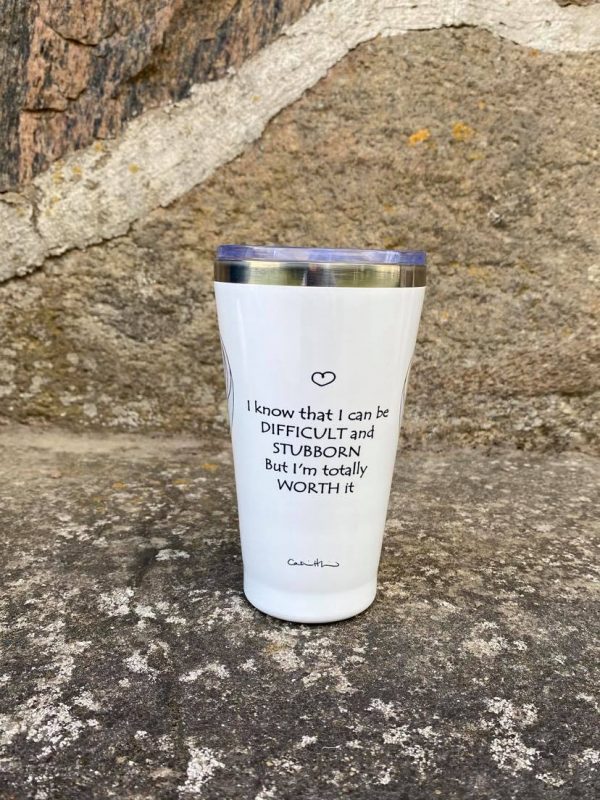 I know that I can be
DIFFICULT and
STUBBORN
But I'm totally
WORTH it